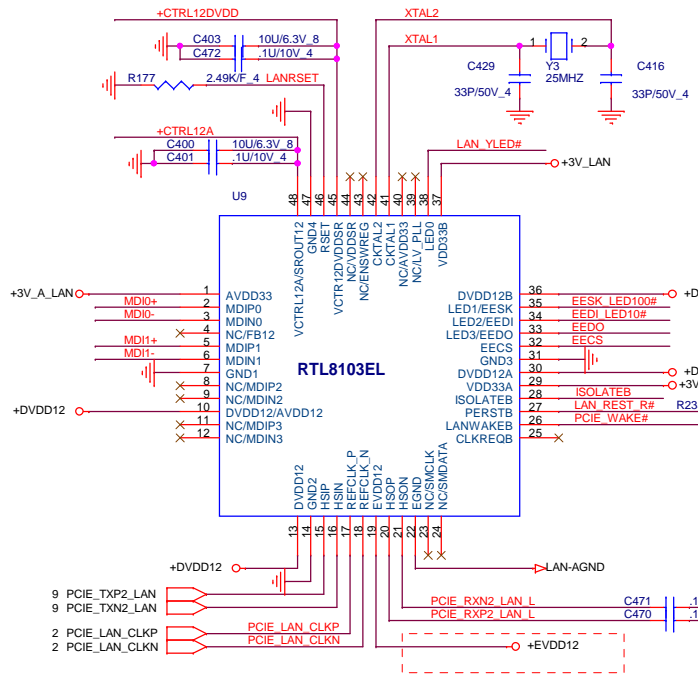 +CTRL12DVDD
XTAL2
C403 10U/6.3V_8
C472 .1U/10V_4
XTAL1
1 2
Y3
25MHZ
C429
33P/50V_4
C416
33P/50V_4
R177 2.49K/F_4 LANRSET
+CTRL12A
C400 10U/6.3V_8
C401 .1U/10V_4
LAN_YLED#
+3V_LAN
U9
48 47 46 45 44 43 42 41 40 39 38 37
VCTRL12A/SROUT12
GND4
RSET
VCTR12DVDDSR
NC/VDDSR
NC/ENSWREG
CKTAL2
CKTAL1
NC/AVDD33
NC/LV_PLL
LED0
VDD33B
+3V_A_LAN 1 AVDD33
MDI0+ 2 MDIP0
MDI0- 3 MDIN0
4 NC/FB12
MDI1+ 5 MDIP1
MDI1- 6 MDIN1
7 GND1
8 NC/MDIP2
9 NC/MDIN2
+DVDD12 10 DVDD12/AVDD12
11 NC/MDIP3
12 NC/MDIN3
RTL8103EL
DVDD12B 36 +D
LED1/EESK 35 EESK_LED100#
LED2/EEDI 34 EEDI_LED10#
LED3/EEDO 33 EEDO
EECS 32 EECS
GND3 31
DVDD12A 30 +D
VDD33A 29 +3V
ISOLATEB 28 ISOLATEB
PERSTB 27 LAN_REST_R# R23
LANWAKEB 26 PCIE_WAKE#
CLKREQB 25
DVDD12
GND2
HSIP
HSIN
REFCLK_P
REFCLK_N
EVDD12
HSOP
HSON
EGND
NC/SMCLK
NC/SMDATA
13 14 15 16 17 18 19 20 21 22 23 24
+DVDD12
LAN-AGND
9 PCIE_TXP2_LAN
9 PCIE_TXN2_LAN
PCIE_RXN2_LAN_L C471 .1
PCIE_RXP2_LAN_L C470 .1
2 PCIE_LAN_CLKP PCIE_LAN_CLKP
2 PCIE_LAN_CLKN PCIE_LAN_CLKN
+EVDD12